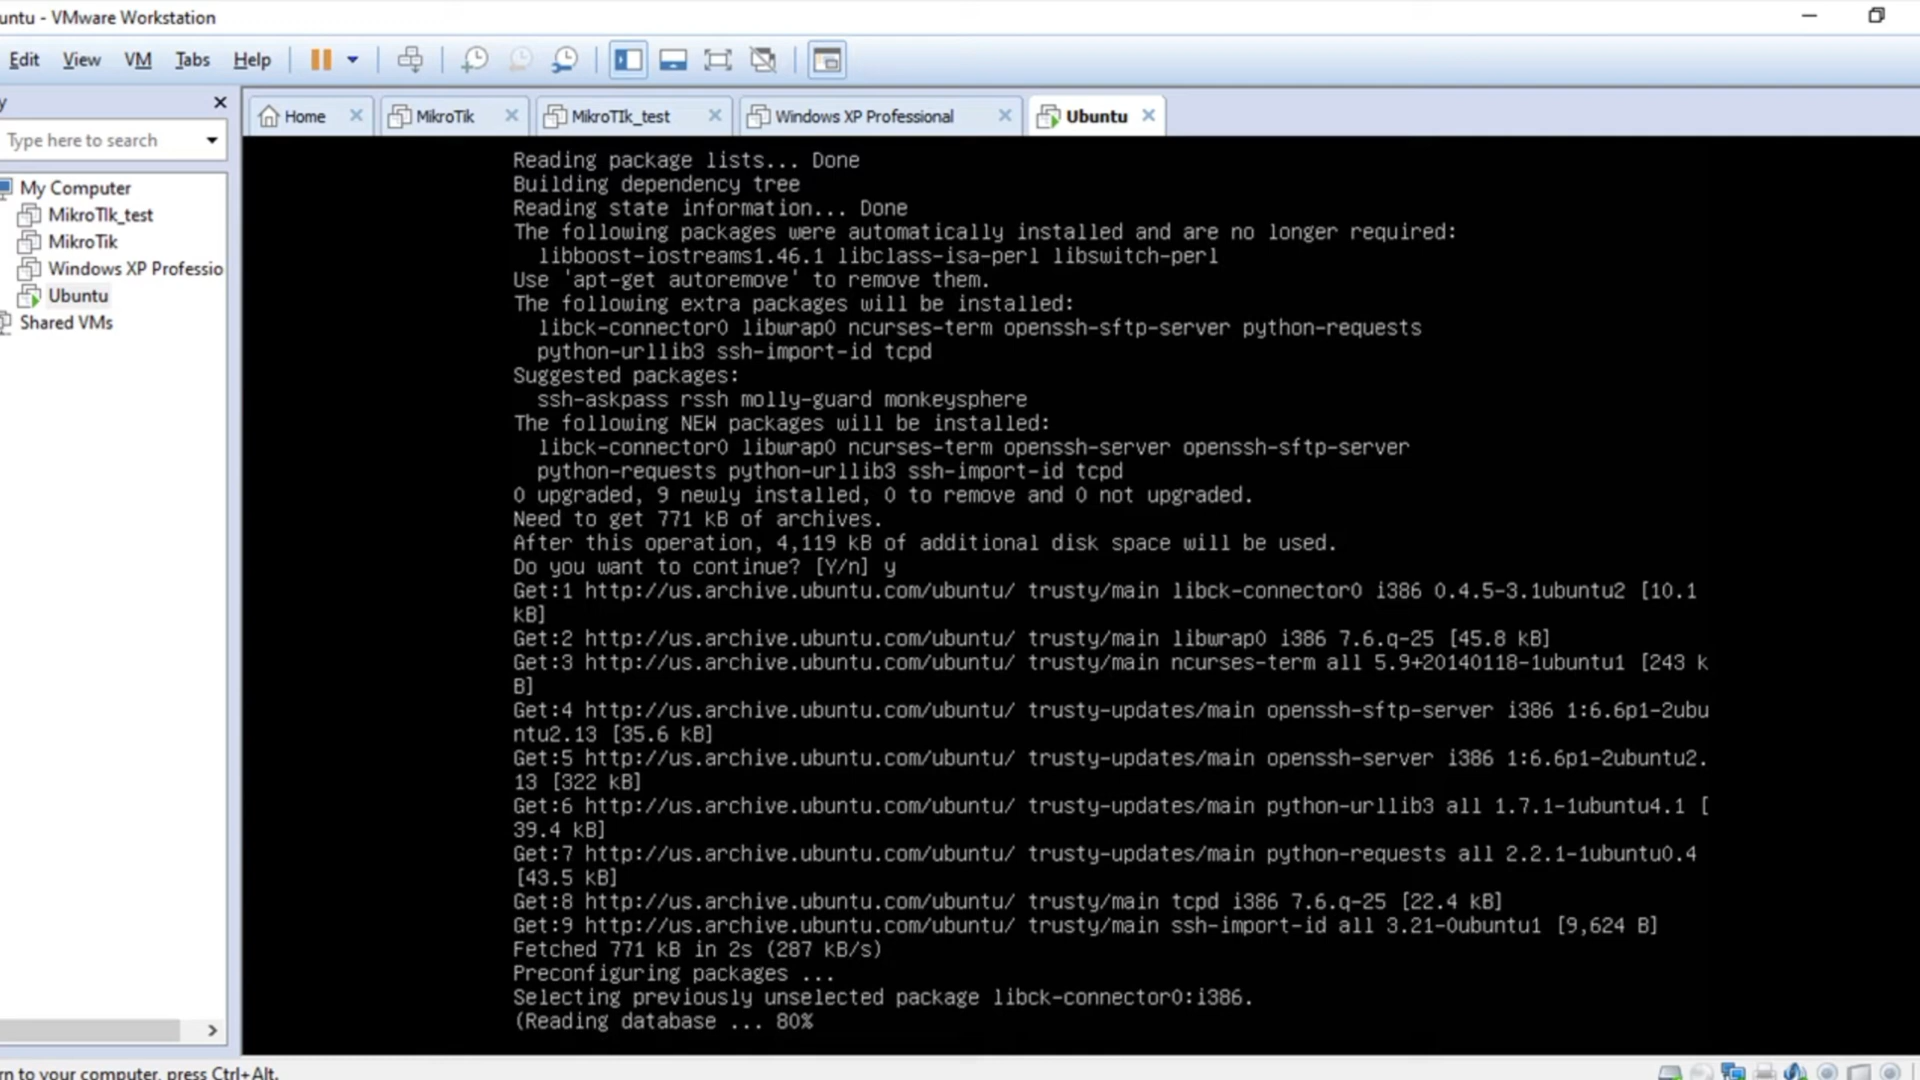 untu - VMware Workstation
Edit View VM Tabs Help
y
Home MikroTik MikroTIk_test Windows XP Professional Ubuntu
Type here to search
My Computer
MikroTIk_test
MikroTik
Windows XP Professio
Ubuntu
Shared VMs
Reading package lists... Done
Building dependency tree
Reading state information... Done
The following packages were automatically installed and are no longer required:
libboost-iostreams1.46.1 libclass-isa-perl libswitch-perl
Use 'apt-get autoremove' to remove them.
The following extra packages will be installed:
libck-connector0 libwrap0 ncurses-term openssh-sftp-server python-requests
python-urllib3 ssh-import-id tcpd
Suggested packages:
ssh-askpass rssh molly-guard monkeysphere
The following NEW packages will be installed:
libck-connector0 libwrap0 ncurses-term openssh-server openssh-sftp-server
python-requests python-urllib3 ssh-import-id tcpd
0 upgraded, 9 newly installed, 0 to remove and 0 not upgraded.
Need to get 771 kB of archives.
After this operation, 4,119 kB of additional disk space will be used.
Do you want to continue? [Y/n] y
Get:1 http://us.archive.ubuntu.com/ubuntu/ trusty/main libck-connector0 i386 0.4.5-3.1ubuntu2 [10.1
kB]
Get:2 http://us.archive.ubuntu.com/ubuntu/ trusty/main libwrap0 i386 7.6.q-25 [45.8 kB]
Get:3 http://us.archive.ubuntu.com/ubuntu/ trusty/main ncurses-term all 5.9+20140118-1ubuntu1 [243 k
B]
Get:4 http://us.archive.ubuntu.com/ubuntu/ trusty-updates/main openssh-sftp-server i386 1:6.6p1-2ubu
ntu2.13 [35.6 kB]
Get:5 http://us.archive.ubuntu.com/ubuntu/ trusty-updates/main openssh-server i386 1:6.6p1-2ubuntu2.
13 [322 kB]
Get:6 http://us.archive.ubuntu.com/ubuntu/ trusty-updates/main python-urllib3 all 1.7.1-1ubuntu4.1 [
39.4 kB]
Get:7 http://us.archive.ubuntu.com/ubuntu/ trusty-updates/main python-requests all 2.2.1-1ubuntu0.4
[43.5 kB]
Get:8 http://us.archive.ubuntu.com/ubuntu/ trusty/main tcpd i386 7.6.q-25 [22.4 kB]
Get:9 http://us.archive.ubuntu.com/ubuntu/ trusty/main ssh-import-id all 3.21-0ubuntu1 [9,624 B]
Fetched 771 kB in 2s (287 kB/s)
Preconfiguring packages ...
Selecting previously unselected package libck-connector0:i386.
(Reading database ... 80%
rn to your computer, press Ctrl+Alt.